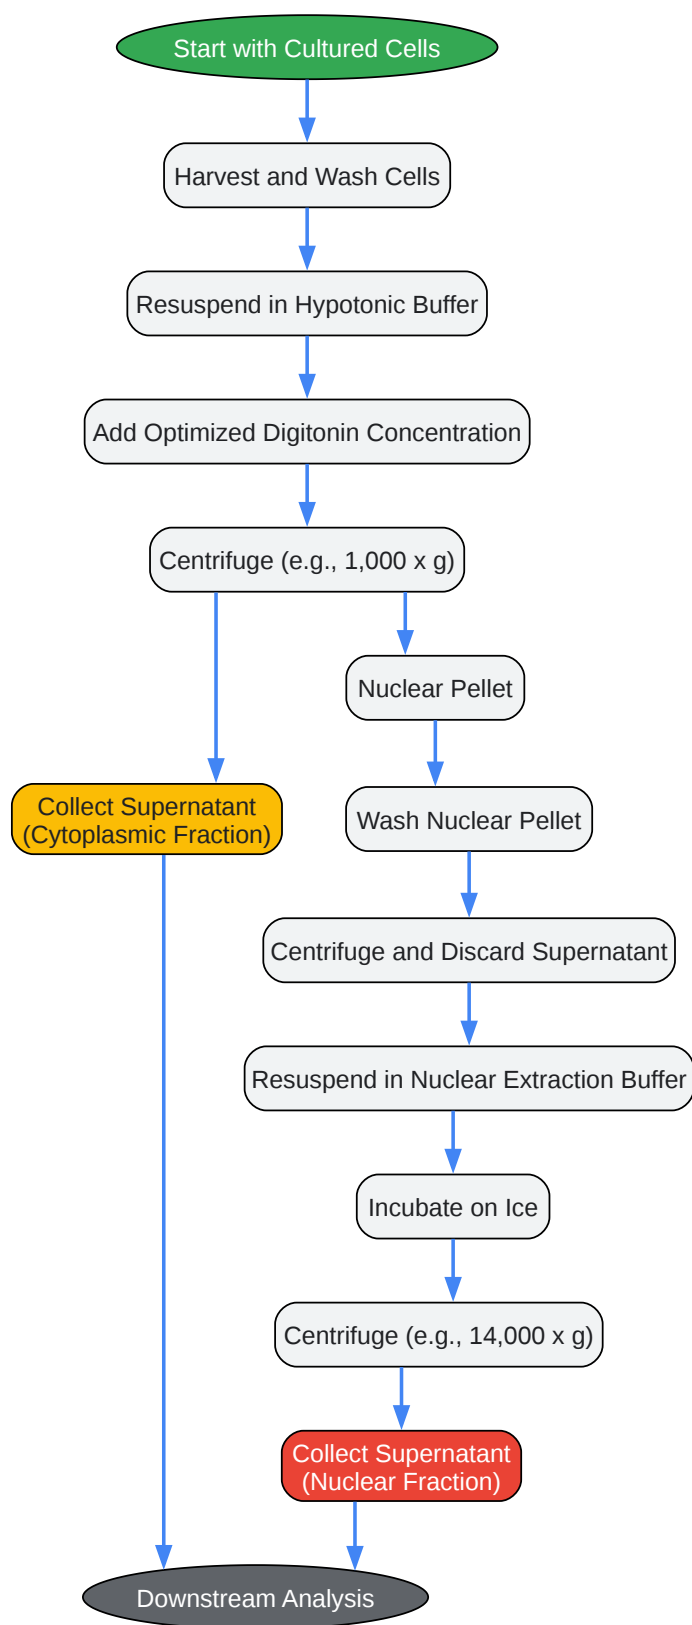 Start with Cultured Cells
Harvest and Wash Cells
Resuspend in Hypotonic Buffer
Add Optimized Digitonin Concentration
Centrifuge (e.g., 1,000 x g)
Nuclear Pellet
Collect Supernatant
(Cytoplasmic Fraction)
Wash Nuclear Pellet
Centrifuge and Discard Supernatant
Resuspend in Nuclear Extraction Buffer
Incubate on Ice
Centrifuge (e.g., 14,000 x g)
Collect Supernatant
(Nuclear Fraction)
Downstream Analysis